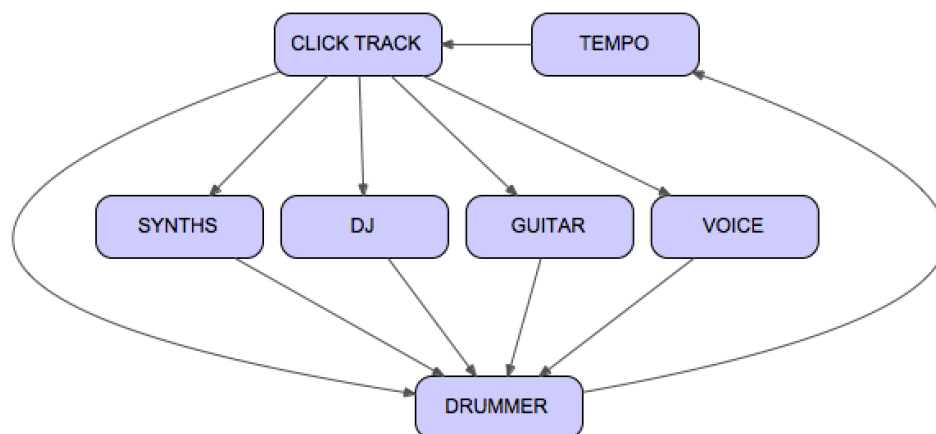 CLICK TRACK
TEMPO
SYNTHS
DJ
GUITAR
VOICE
DRUMMER